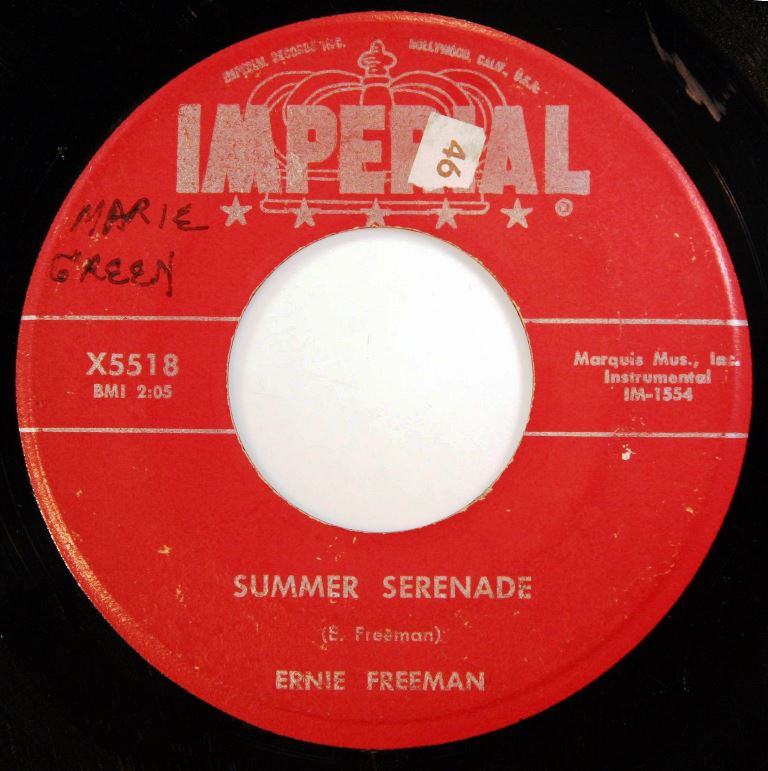 IMPERIAL RECORDS INC. HOLLYWOOD, CALIF., U.S.A.
IMPERIAL
46
®
MARIE
GREEN
X5518
BMI 2:05
Marquis Mus., Inc.
Instrumental
IM-1554
SUMMER SERENADE
(E. Freeman)
ERNIE FREEMAN